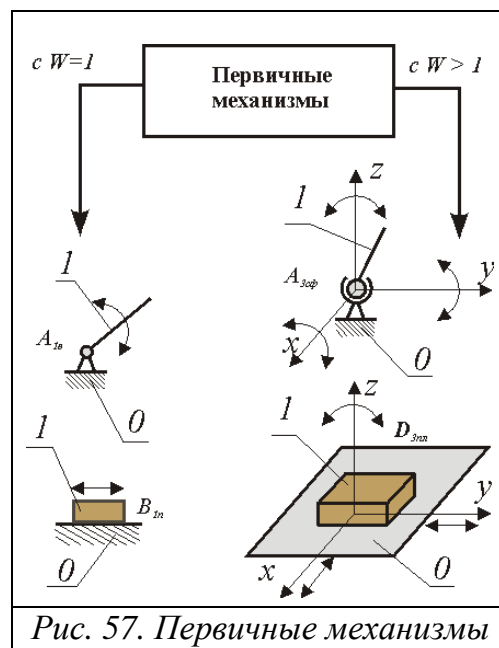 с W=1
Первичные
механизмы
с W > 1
z
1
A₃сф
y
x
0
1
A₁в
0
z
1
D₃пл
y
x
0
1
B₁п
0
Рис. 57. Первичные механизмы